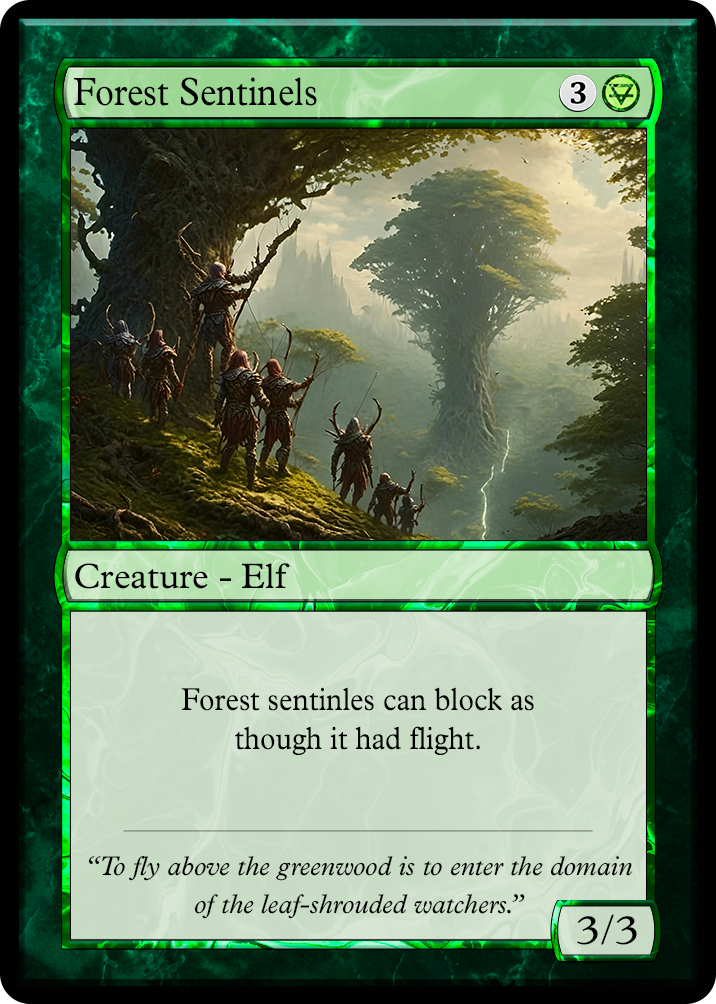 Forest Sentinels 3
Creature - Elf
Forest sentinles can block as
though it had flight.
“To fly above the greenwood is to enter the domain
of the leaf-shrouded watchers.”
3/3